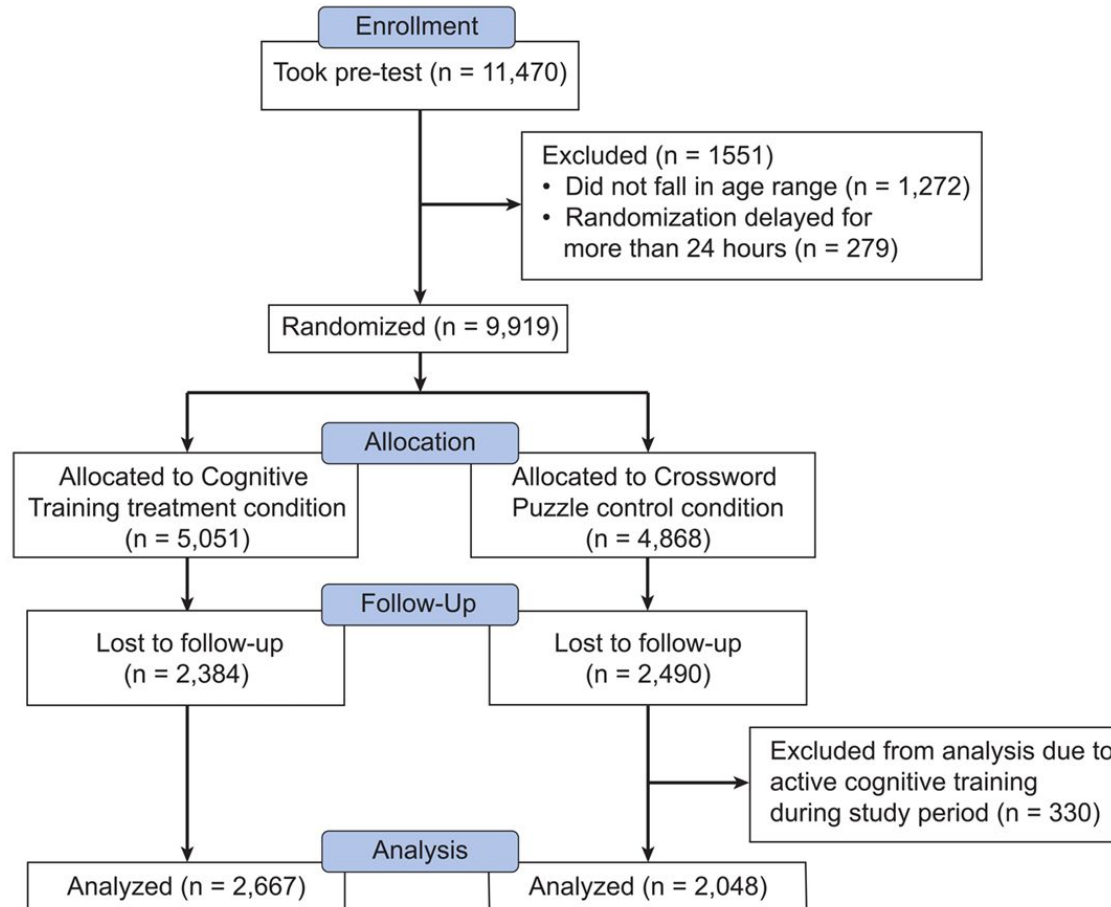 Enrollment
Took pre-test (n = 11,470)
Excluded (n = 1551)
• Did not fall in age range (n = 1,272)
• Randomization delayed for
more than 24 hours (n = 279)
Randomized (n = 9,919)
Allocation
Allocated to Cognitive
Training treatment condition
(n = 5,051)
Allocated to Crossword
Puzzle control condition
(n = 4,868)
Follow-Up
Lost to follow-up
(n = 2,384)
Lost to follow-up
(n = 2,490)
Excluded from analysis due to
active cognitive training
during study period (n = 330)
Analysis
Analyzed (n = 2,667)
Analyzed (n = 2,048)